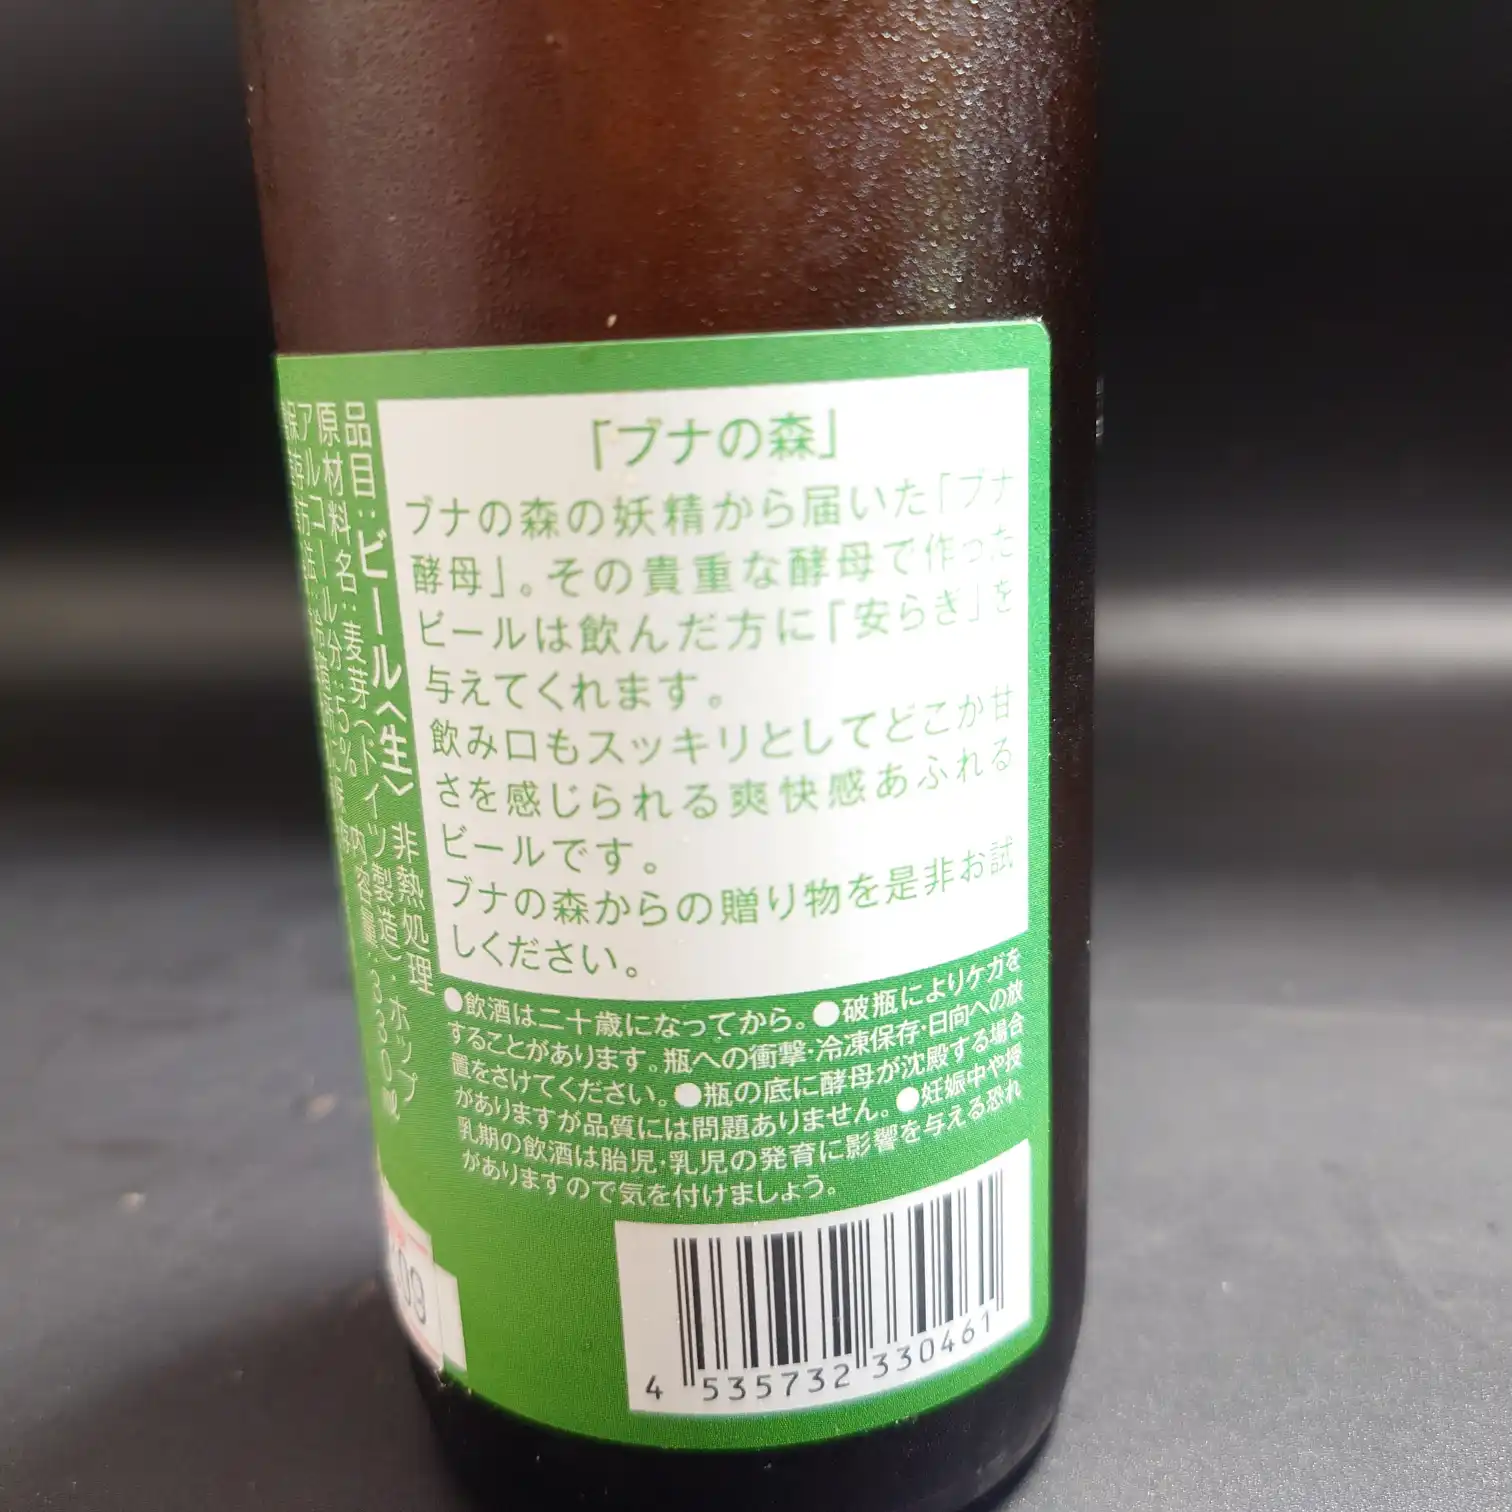 「ブナの森」
ブナの森の妖精から届いた「ブナ
酵母」。その貴重な酵母で作った
ビールは飲んだ方に「安らぎ」を
与えてくれます。
飲み口もスッキリとしてどこか甘
さを感じられる爽快感あふれる
ビールです。
ブナの森からの贈り物を是非お試
しください。
品目:ビール〈生〉 非熱処理
原材料名:麦芽(ドイツ製造)ホップ
アルコール分:5% 内容量:330ml
●飲酒は二十歳になってから。●破瓶によりケガを
することがあります。瓶への衝撃・冷凍保存・日向への放
置をさけてください。●瓶の底に酵母が沈殿する場合
がありますが品質には問題ありません。●妊娠中や授
乳期の飲酒は胎児・乳児の発育に影響を与える恐れ
がありますので気を付けましょう。
09
4 535732 330461